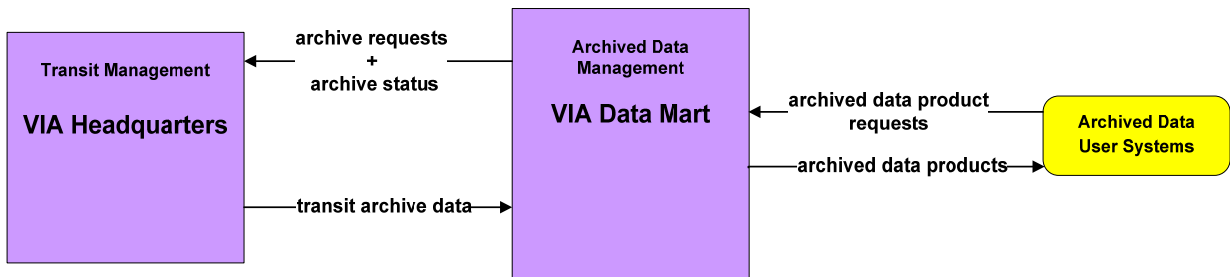 Transit Management
VIA Headquarters
archive requests
+
archive status
transit archive data
Archived Data
Management
VIA Data Mart
archived data product
requests
archived data products
Archived Data
User Systems